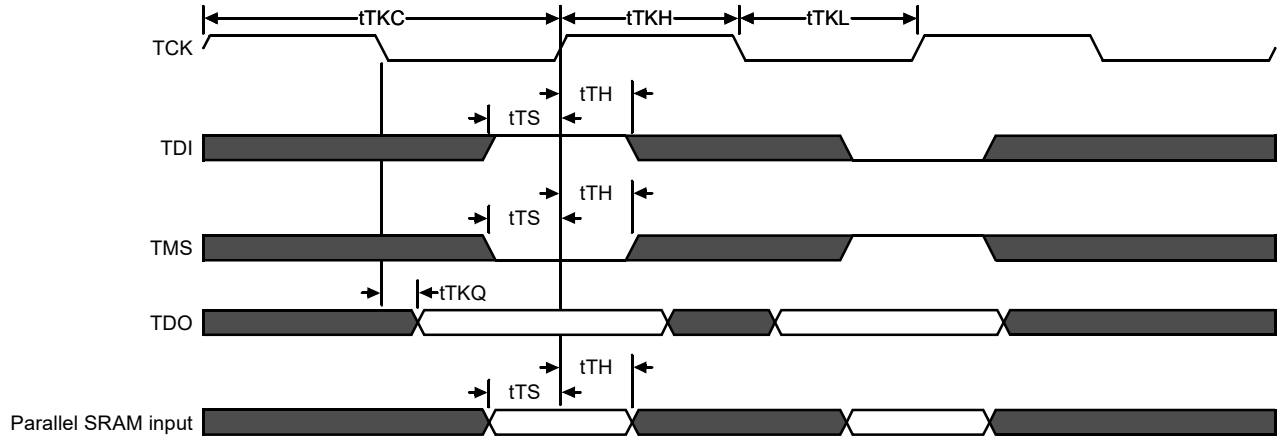 tTKC tTKH tTKL
TCK
tTH
tTS
TDI
tTH
tTS
TMS
tTKQ
TDO
tTH
tTS
Parallel SRAM input